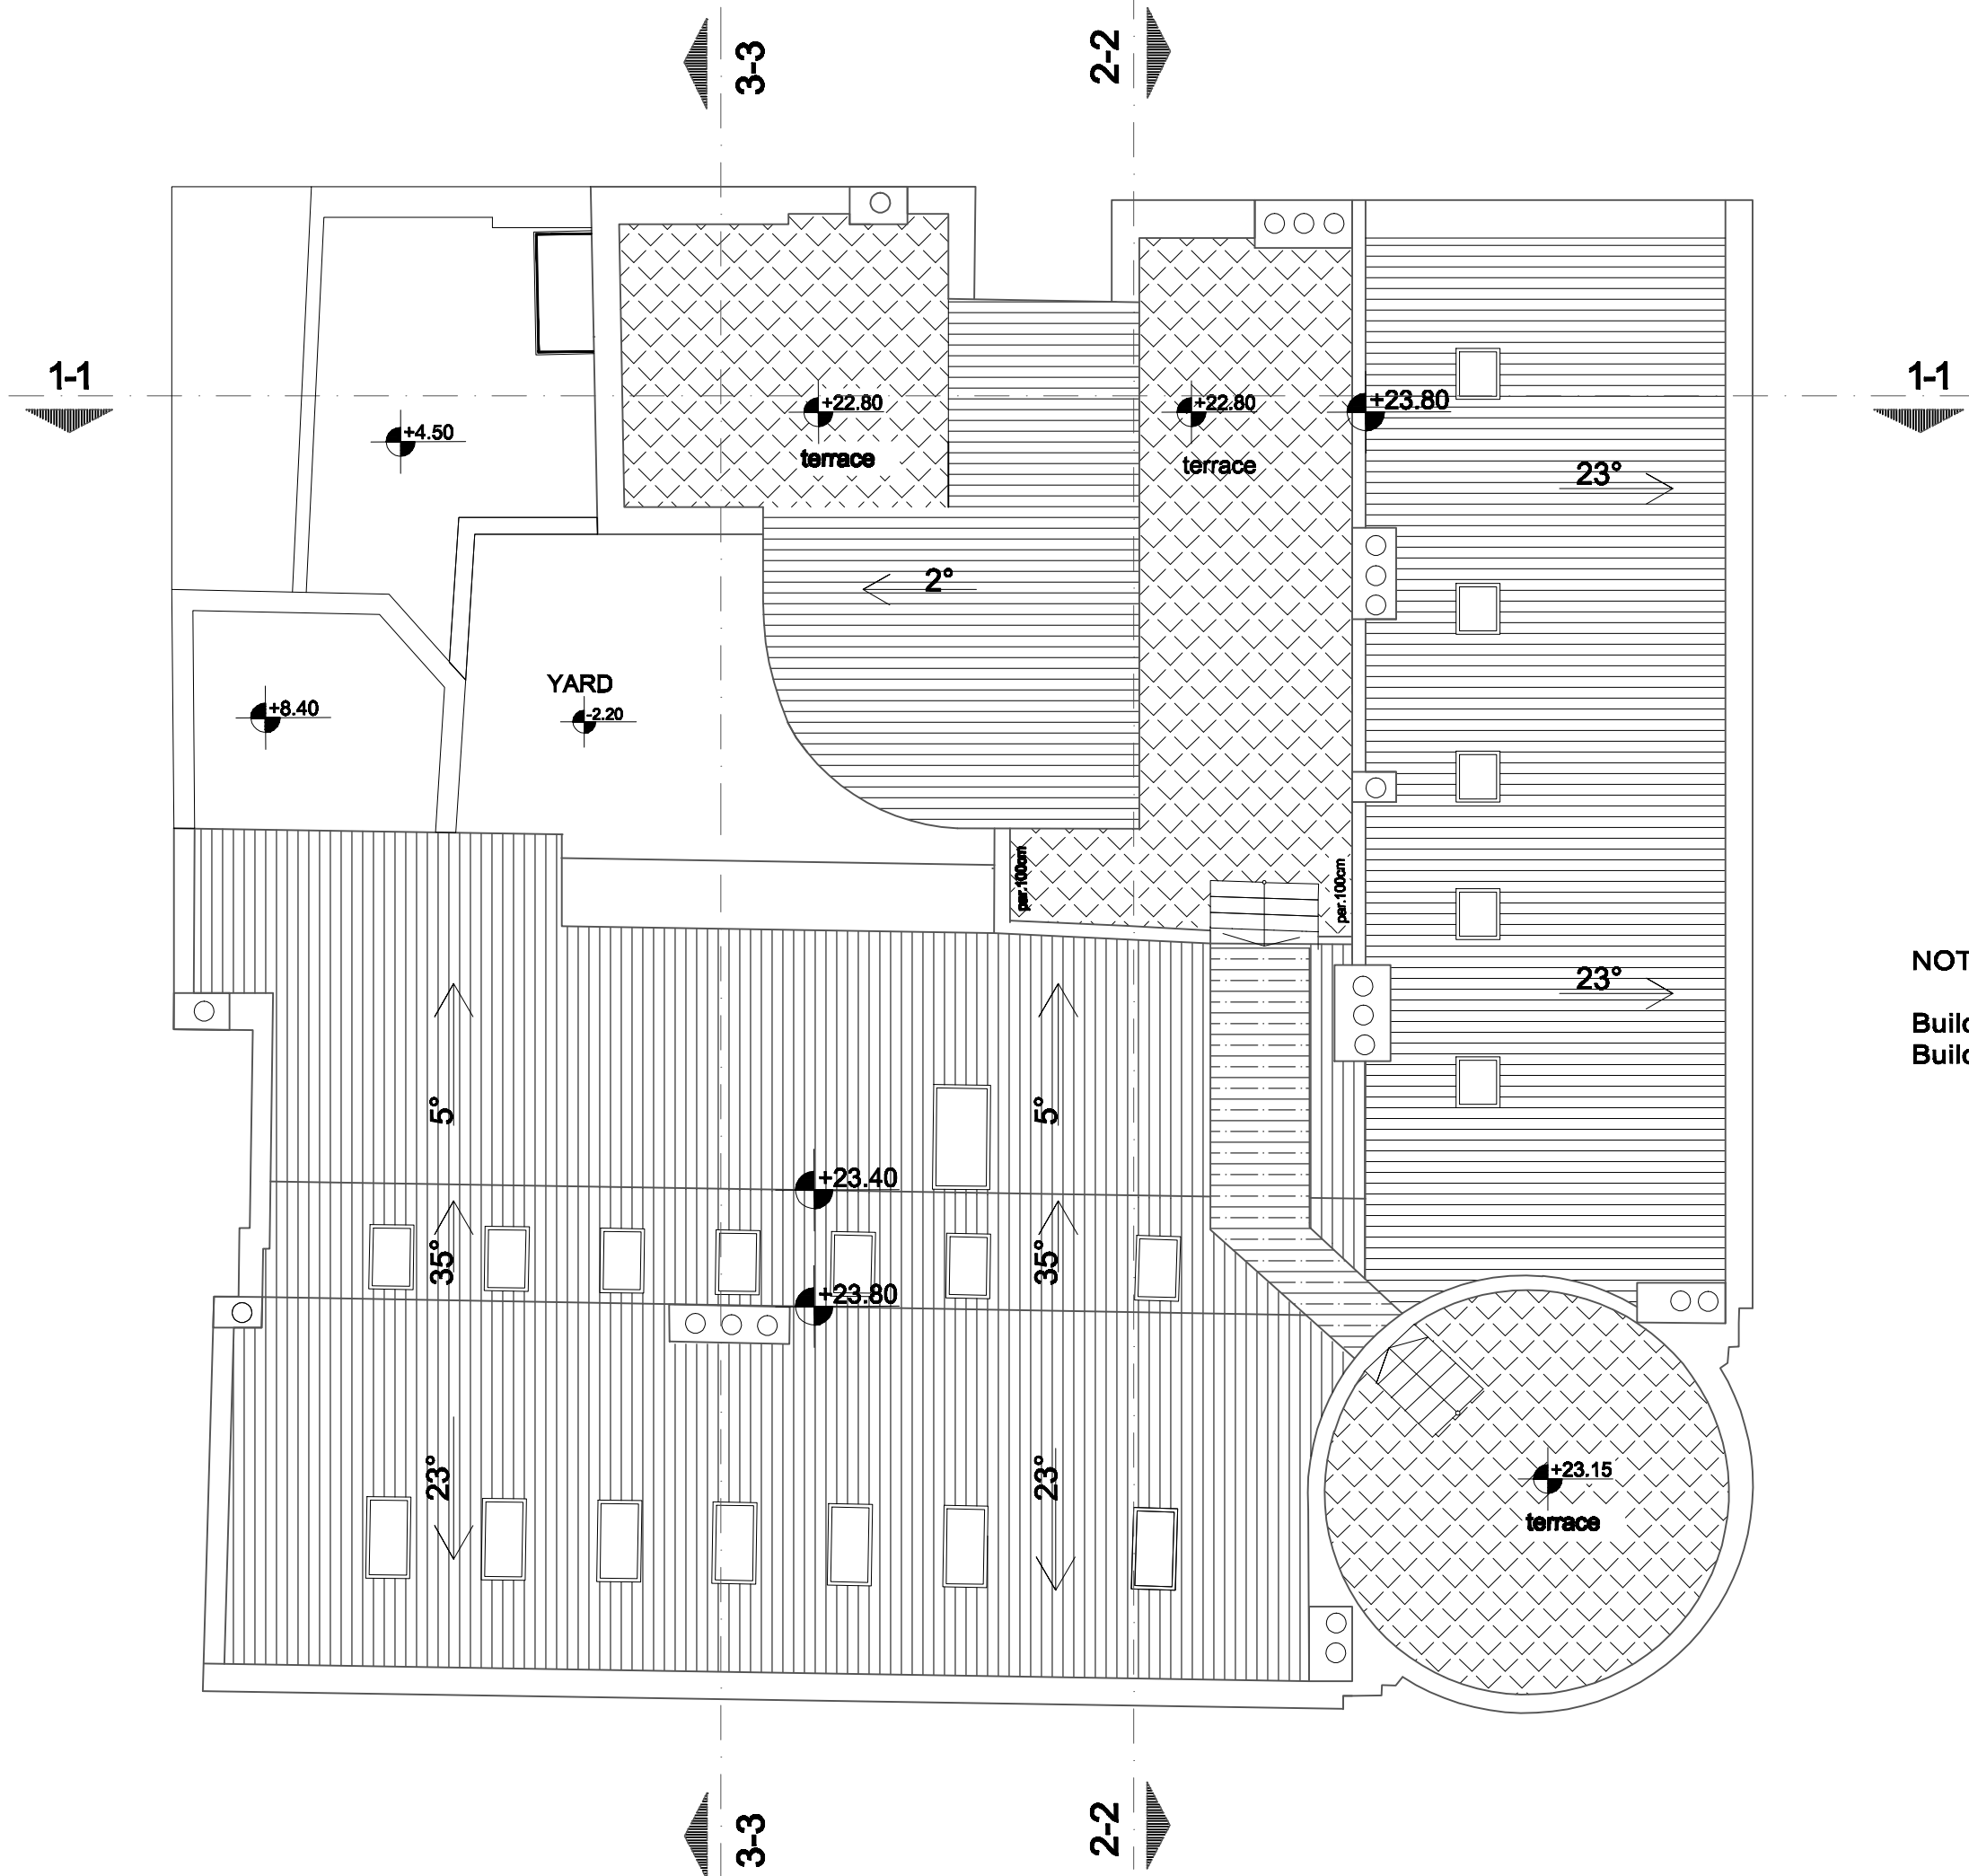 3-3
2-2
1-1
1-1
+22.80
+22.80
+23.80
+4.50
terrace
terrace
23°
2°
YARD
+8.40
-2.20
par.100cm
par.100cm
NOT
23°
Build
Build
5°
5°
+23.40
35°
35°
+23.80
23°
23°
+23.15
terrace
3-3
2-2